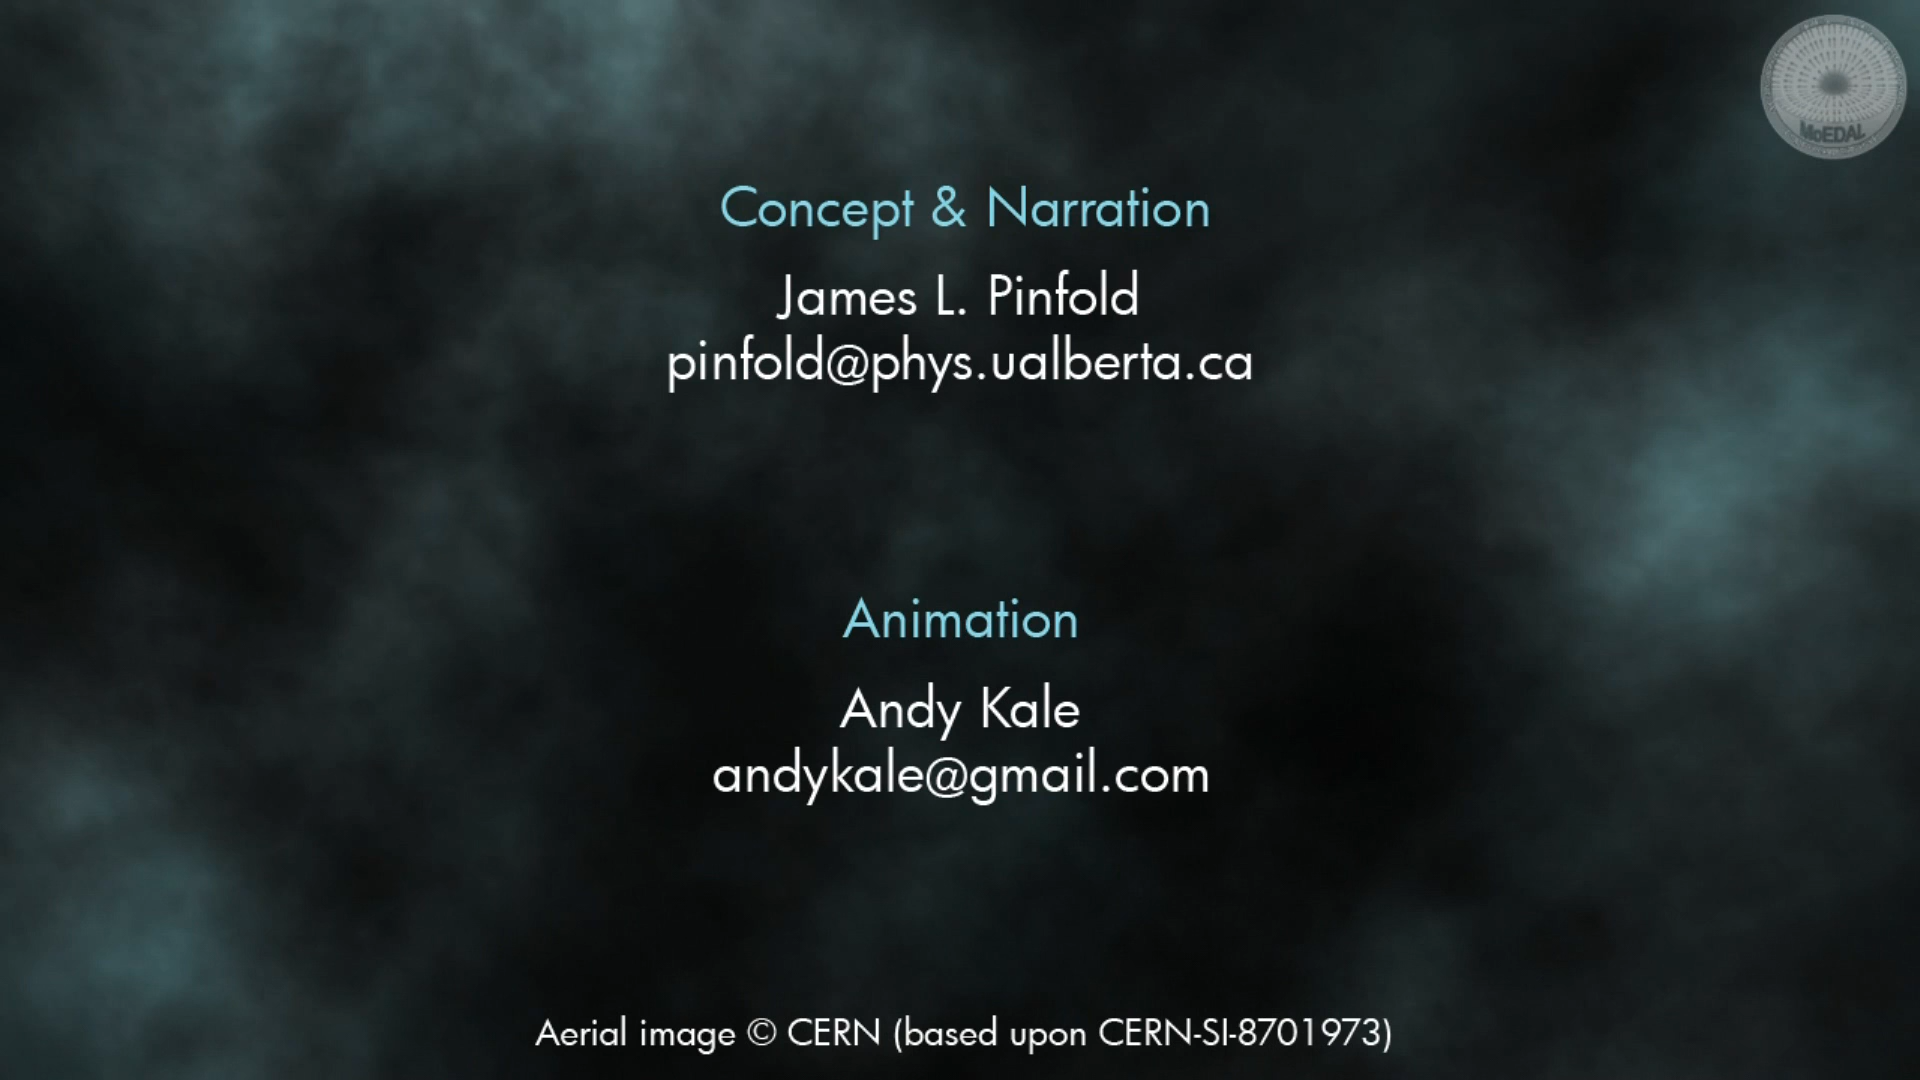 MoEDAL
Concept & Narration
James L. Pinfold
pinfold@phys.ualberta.ca
Animation
Andy Kale
andykale@gmail.com
Aerial image © CERN (based upon CERN-SI-8701973)